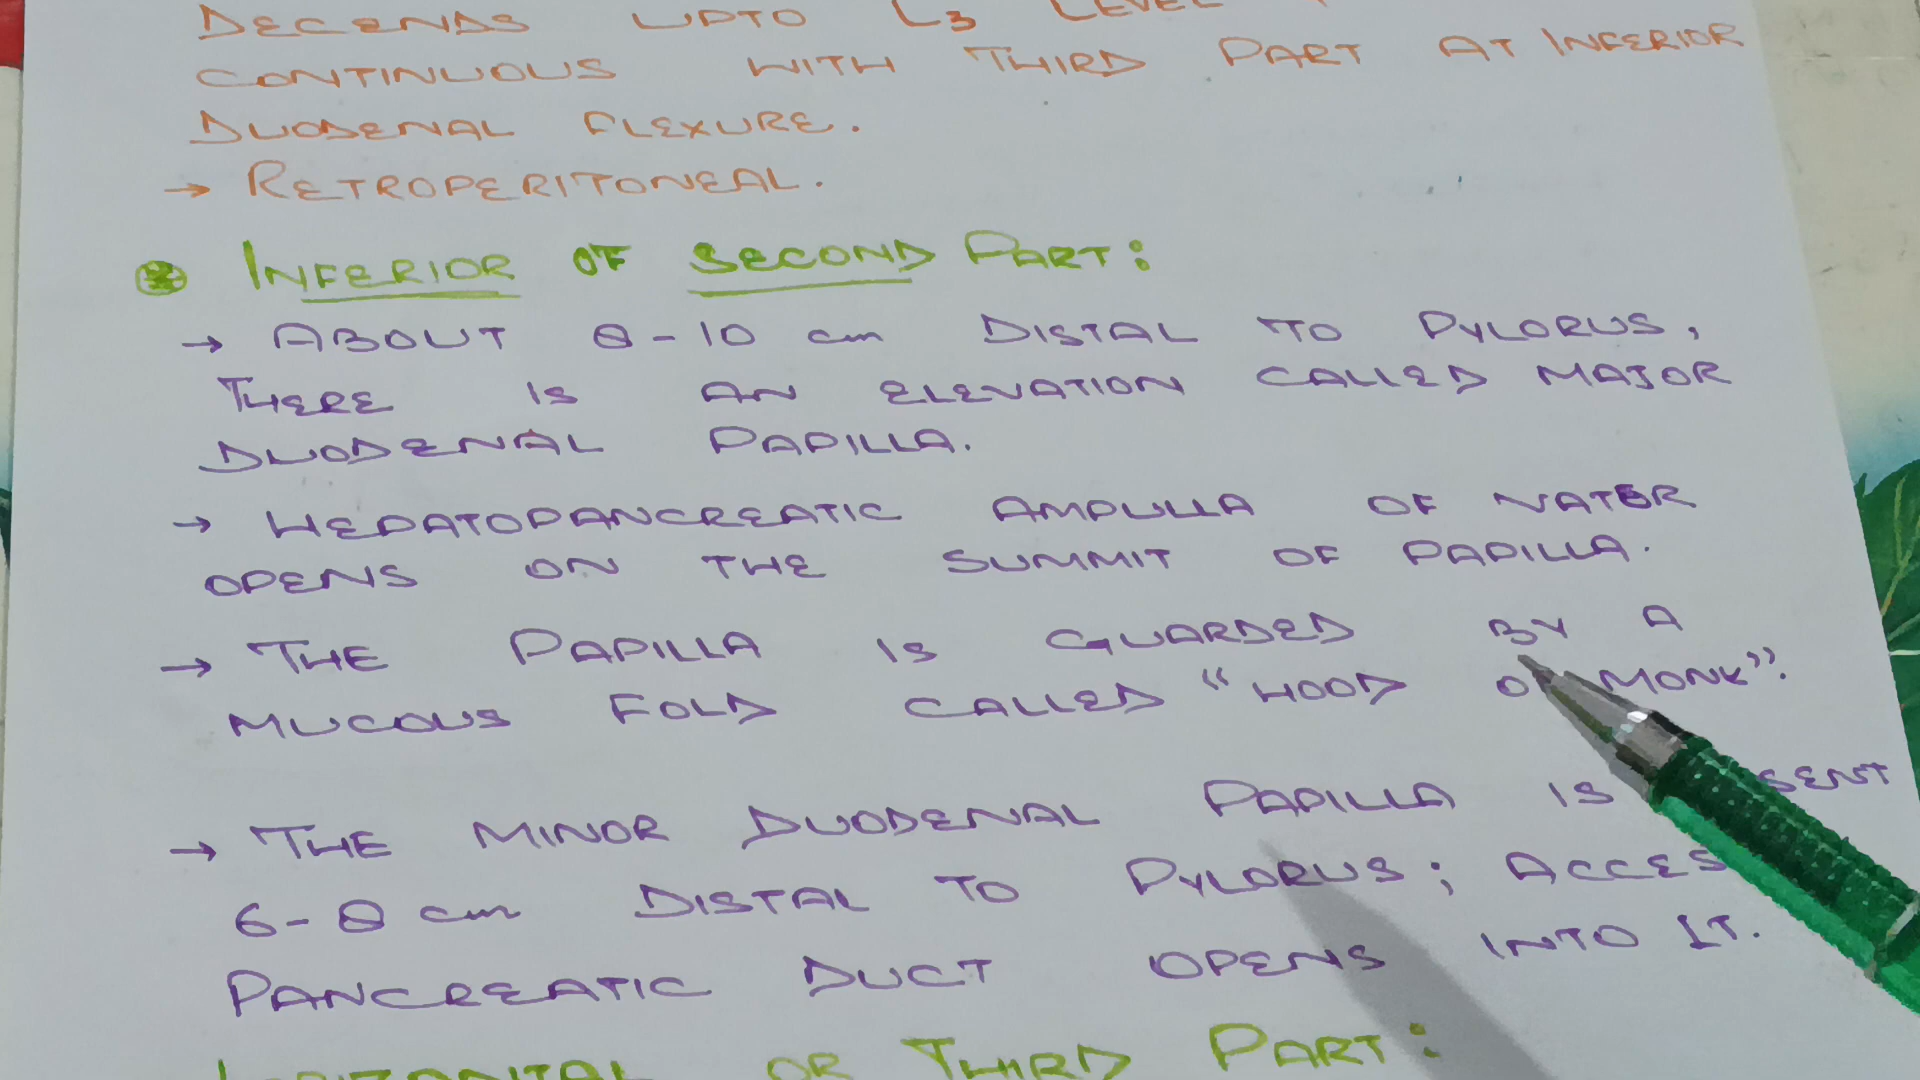 DECENDS UPTO L3 LEVEL
CONTINUOUS WITH THIRD PART AT INFERIOR
DUODENAL FLEXURE.
→ RETROPERITONEAL.
INFERIOR OF SECOND PART:
→ ABOUT 8-10 cm DISTAL TO PYLORUS,
THERE IS AN ELEVATION CALLED MAJOR
DUODENAL PAPILLA.
→ HEPATOPANCREATIC AMPULLA OF VATER
OPENS ON THE SUMMIT OF PAPILLA.
→ THE PAPILLA IS GUARDED BY A
MUCOUS FOLD CALLED "HOOD OF MONK".
→ THE MINOR DUODENAL PAPILLA IS
6-8 cm DISTAL TO PYLORUS;
PANCREATIC DUCT OPENS INTO IT.
HORIZONTAL OR THIRD PART: